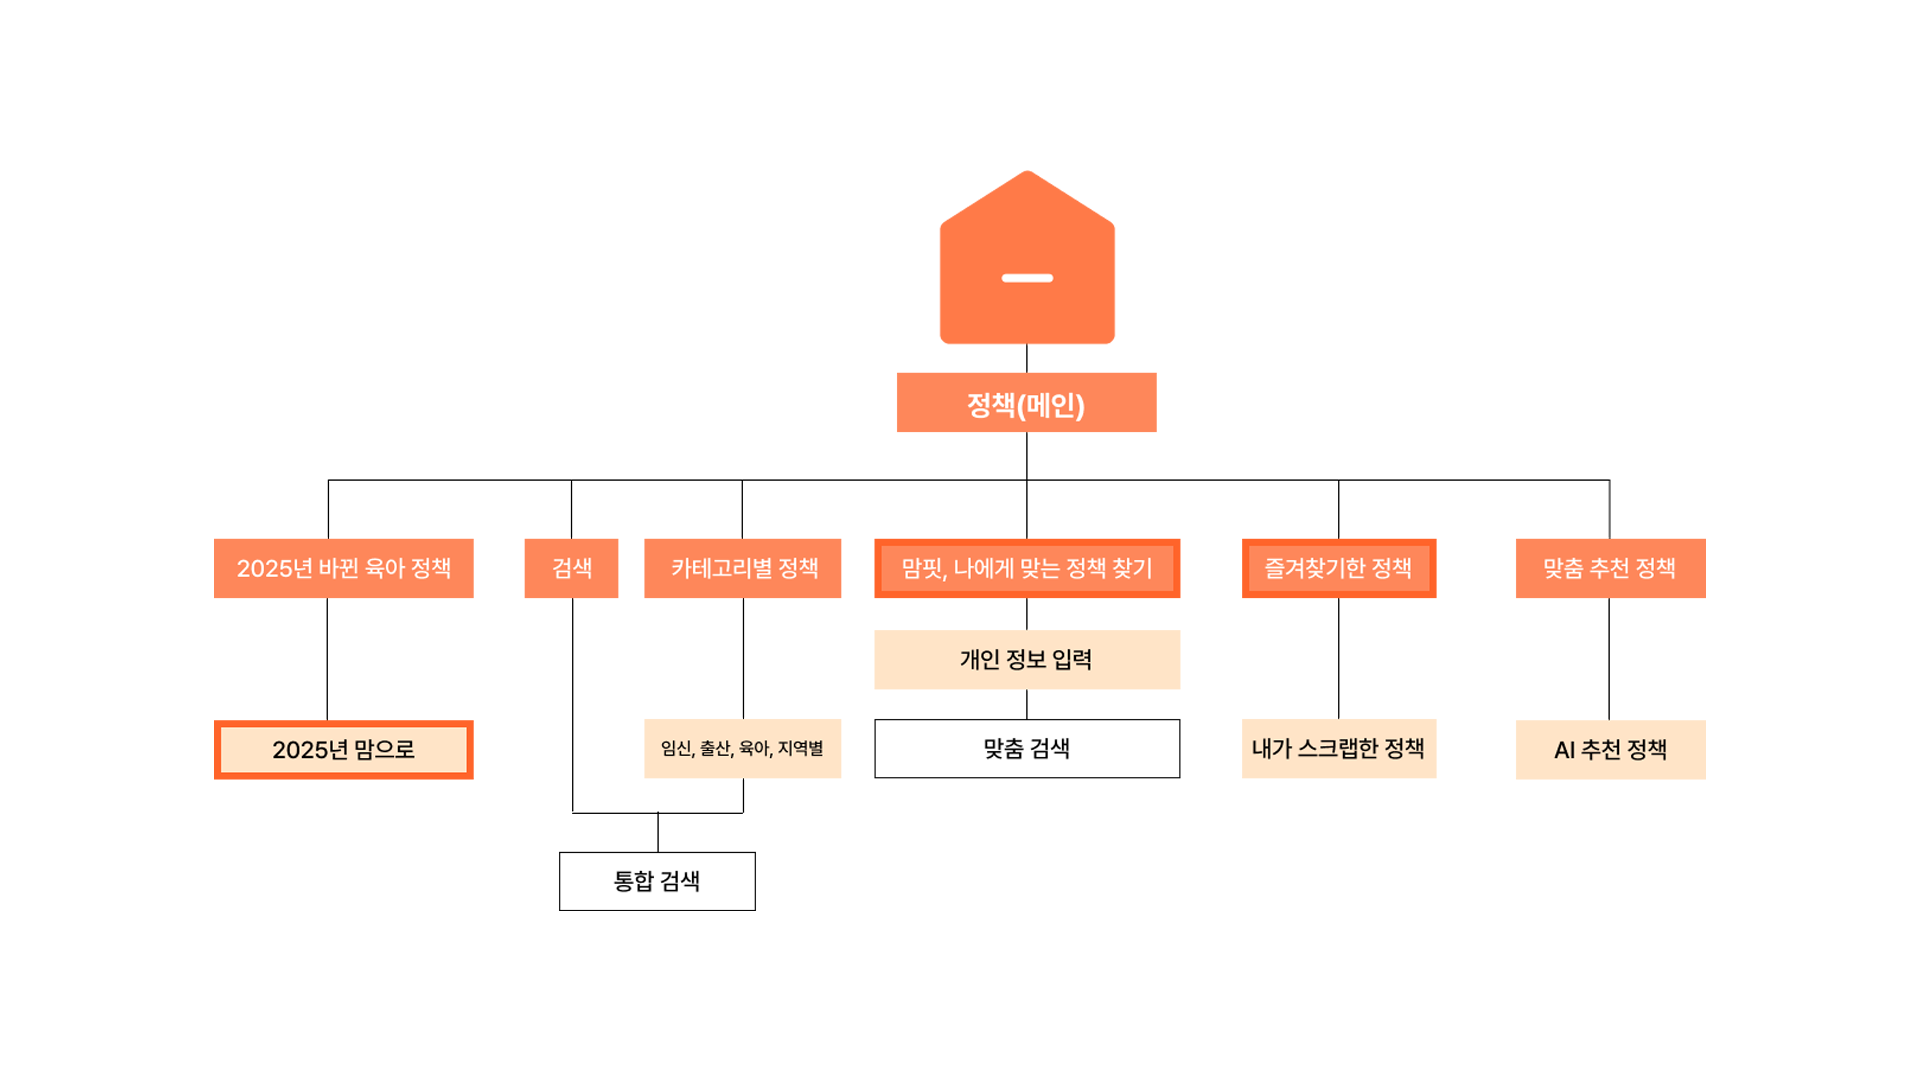 정책(메인)
2025년 바뀐 육아 정책
검색
카테고리별 정책
맘핏, 나에게 맞는 정책 찾기
즐겨찾기한 정책
맞춤 추천 정책
개인 정보 입력
2025년 맘으로
임신, 출산, 육아, 지역별
맞춤 검색
내가 스크랩한 정책
AI 추천 정책
통합 검색